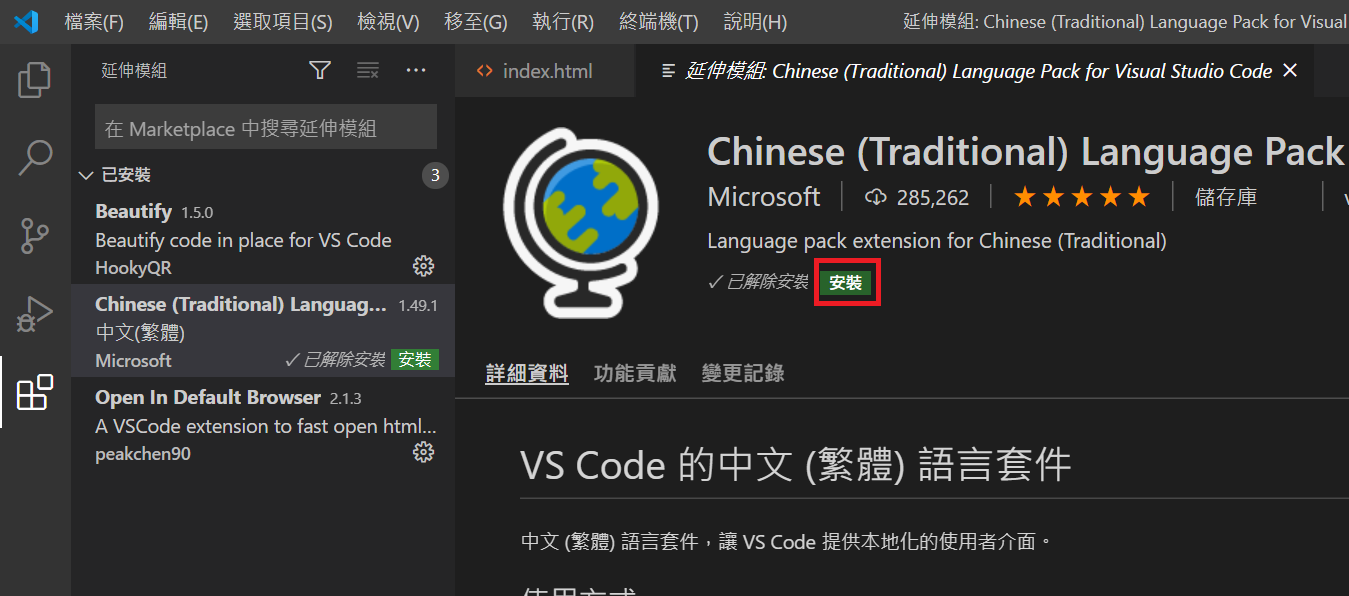 檔案(F) 編輯(E) 選取項目(S) 檢視(V) 移至(G) 執行(R) 終端機(T) 說明(H) 延伸模組: Chinese (Traditional) Language Pack for Visual
延伸模組
在 Marketplace 中搜尋延伸模組
已安裝 3
Beautify 1.5.0
Beautify code in place for VS Code
HookyQR
Chinese (Traditional) Languag... 1.49.1
中文(繁體)
Microsoft ✓已解除安裝 安裝
Open In Default Browser 2.1.3
A VSCode extension to fast open html...
peakchen90
index.html 延伸模組: Chinese (Traditional) Language Pack for Visual Studio Code
Chinese (Traditional) Language Pack
Microsoft 285,262 ★★★★★ 儲存庫
Language pack extension for Chinese (Traditional)
✓已解除安裝 安裝
詳細資料 功能貢獻 變更記錄
VS Code 的中文 (繁體) 語言套件
中文 (繁體) 語言套件，讓 VS Code 提供本地化的使用者介面。
使用方式